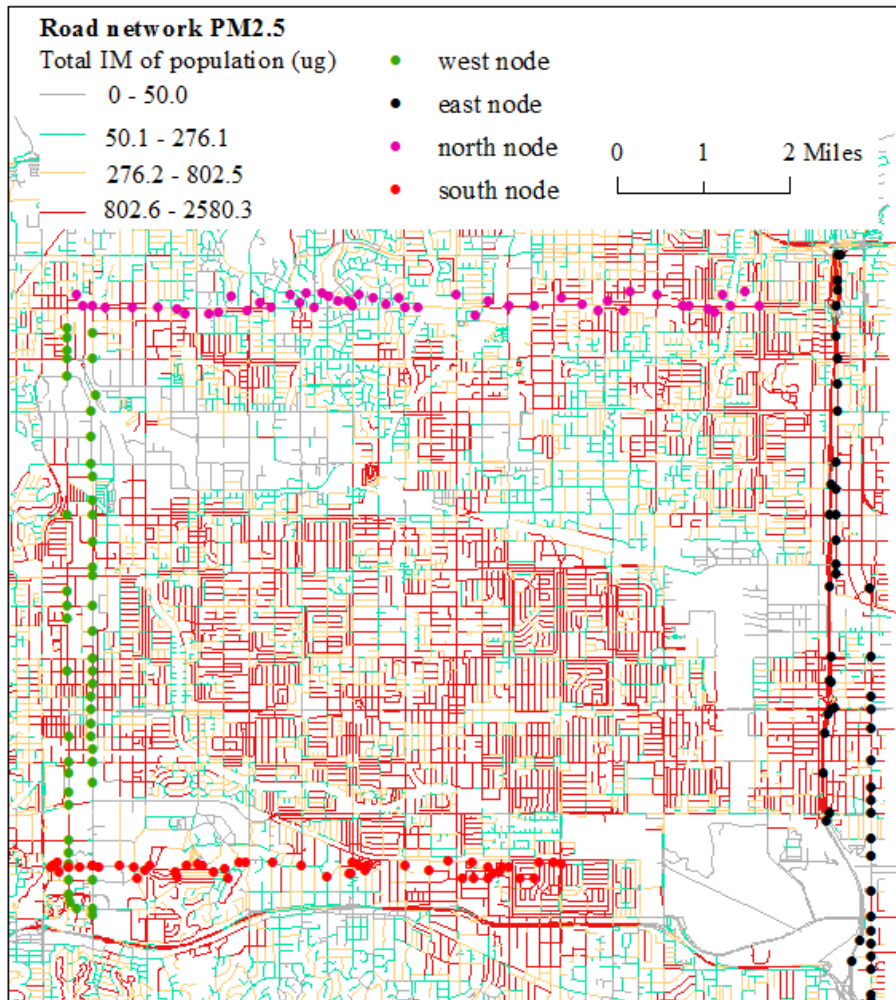 Road network PM2.5
Total IM of population (ug)
0 - 50.0
50.1 - 276.1
276.2 - 802.5
802.6 - 2580.3
west node
east node
north node
south node
0 1 2 Miles